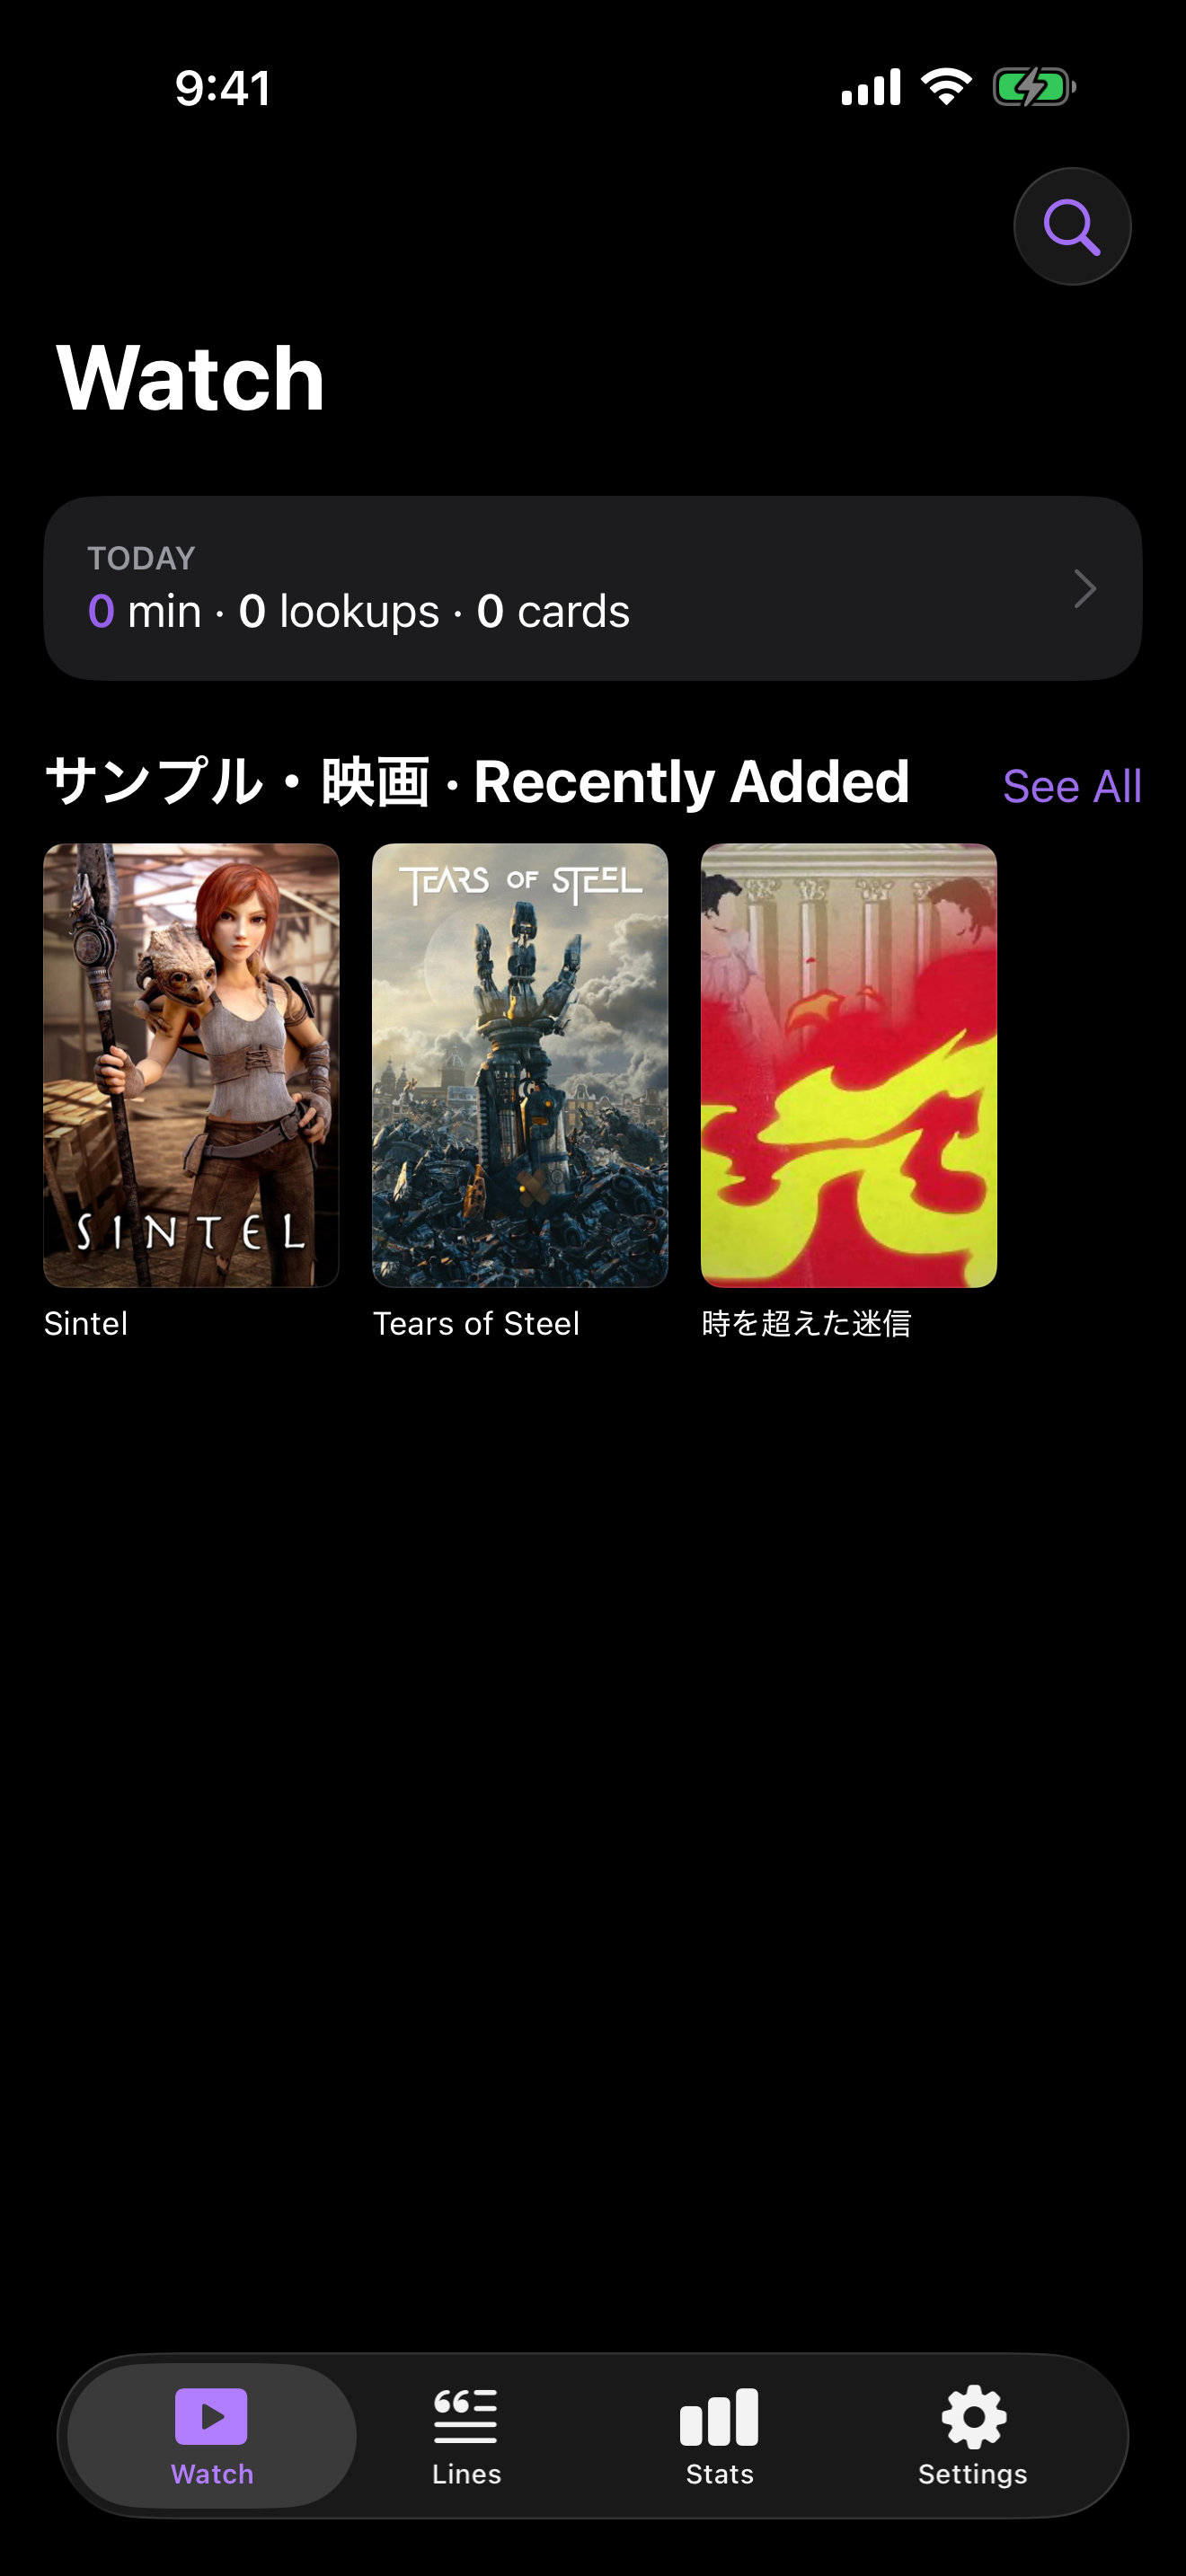 9:41
Watch
TODAY
0 min · 0 lookups · 0 cards
サンプル・映画 · Recently Added
See All
TEARS OF STEEL
SINTEL
Sintel
Tears of Steel
時を超えた迷信
Watch
Lines
Stats
Settings